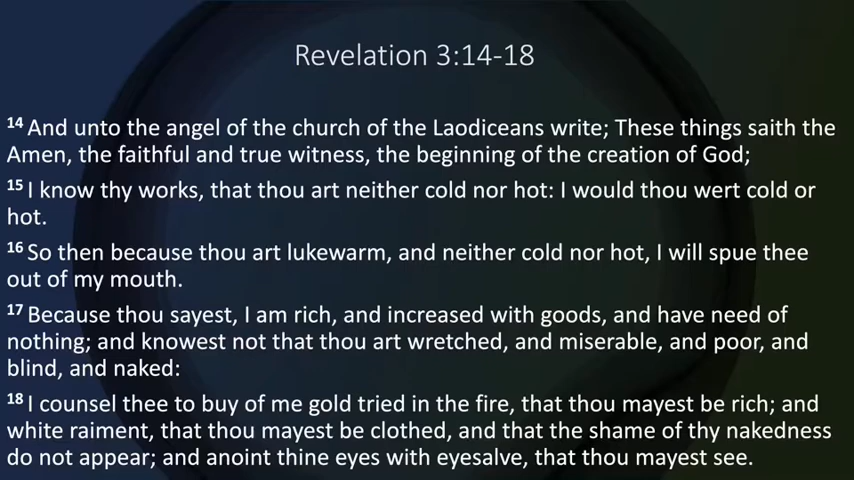 Revelation 3:14-18
14 And unto the angel of the church of the Laodiceans write; These things saith the
Amen, the faithful and true witness, the beginning of the creation of God;
15 I know thy works, that thou art neither cold nor hot: I would thou wert cold or
hot.
16 So then because thou art lukewarm, and neither cold nor hot, I will spue thee
out of my mouth.
17 Because thou sayest, I am rich, and increased with goods, and have need of
nothing; and knowest not that thou art wretched, and miserable, and poor, and
blind, and naked:
18 I counsel thee to buy of me gold tried in the fire, that thou mayest be rich; and
white raiment, that thou mayest be clothed, and that the shame of thy nakedness
do not appear; and anoint thine eyes with eyesalve, that thou mayest see.